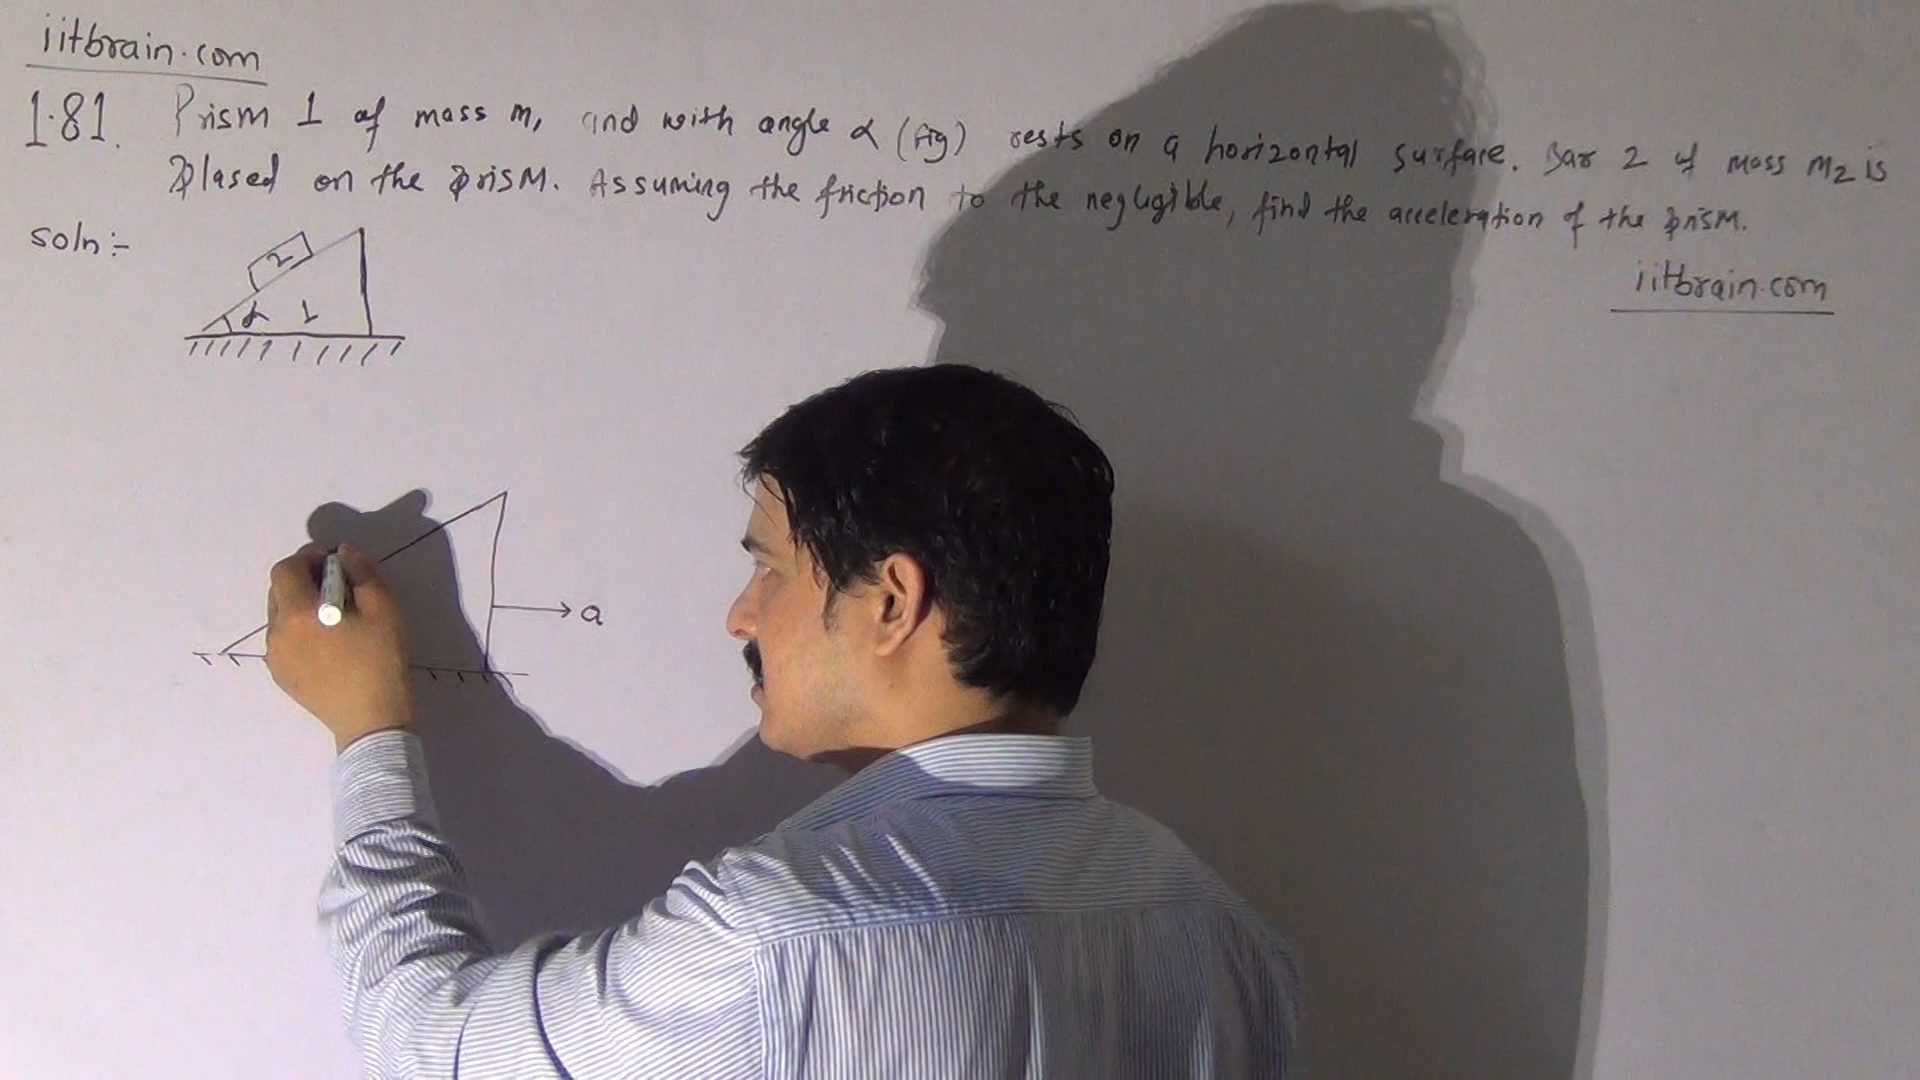 iitbrain.com
1.81. Prism 1 of mass m, and with angle α (fig) rests on a horizontal surface. Bar 2 of mass m2 is
plased on the prism. Assuming the friction to the negligible, find the acceleration of the prism.
soln:-
iitbrain.com
2
α 1
a